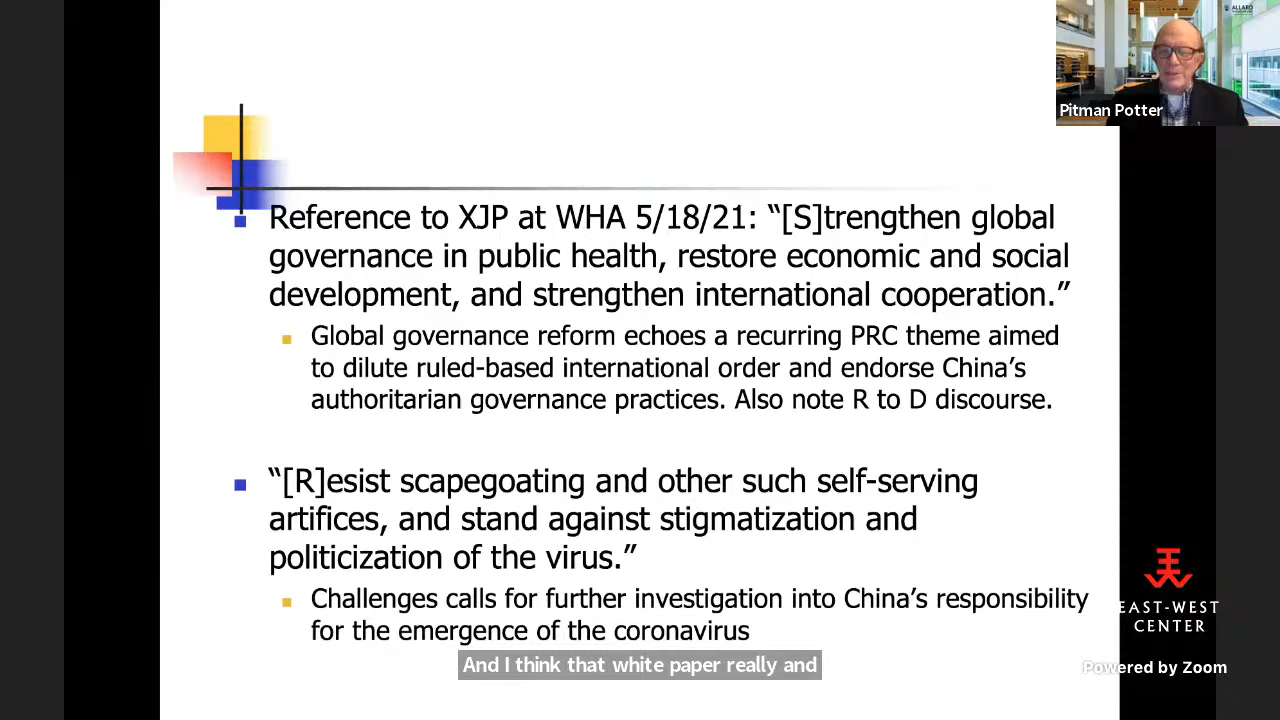 ALLARD
Pitman Potter
Reference to XJP at WHA 5/18/21: “[S]trengthen global
governance in public health, restore economic and social
development, and strengthen international cooperation.”
Global governance reform echoes a recurring PRC theme aimed
to dilute ruled-based international order and endorse China’s
authoritarian governance practices. Also note R to D discourse.
“[R]esist scapegoating and other such self-serving
artifices, and stand against stigmatization and
politicization of the virus.”
Challenges calls for further investigation into China’s responsibility
for the emergence of the coronavirus
And I think that white paper really and
EAST-WEST
CENTER
Powered by Zoom